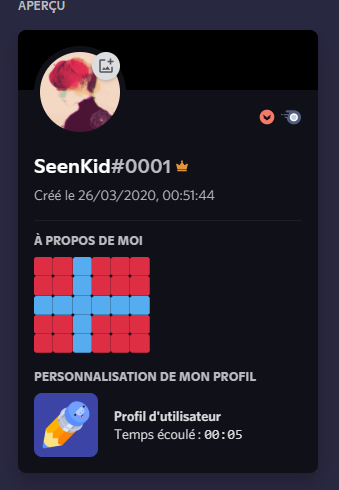 APERÇU
SeenKid#0001
Créé le 26/03/2020, 00:51:44
À PROPOS DE MOI
PERSONNALISATION DE MON PROFIL
Profil d'utilisateur
Temps écoulé : 00:05